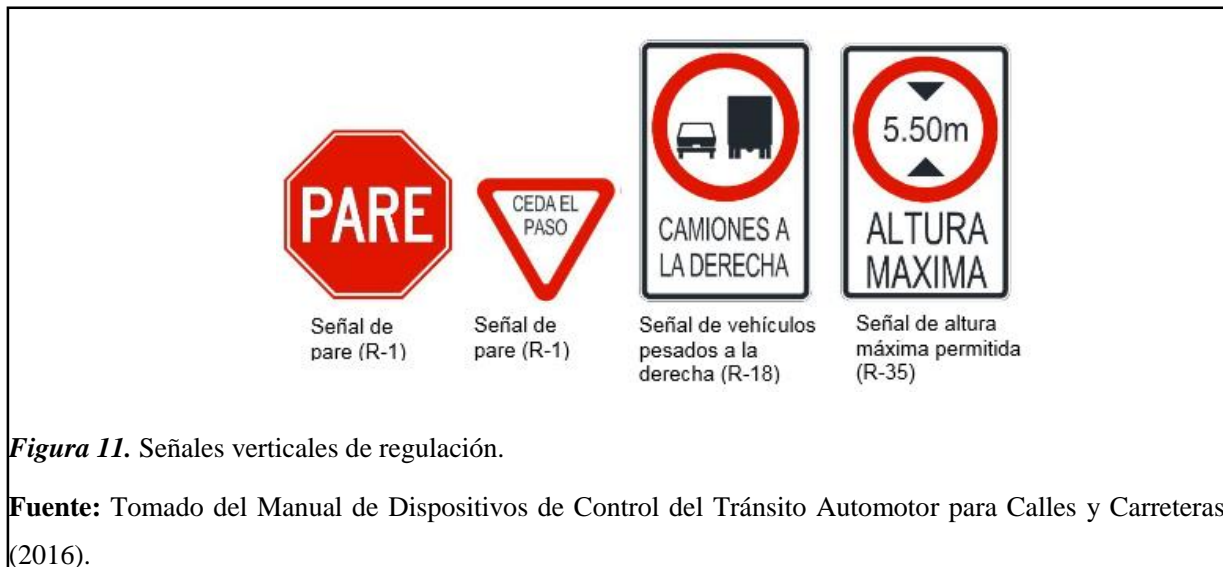 PARE
CEDA EL
PASO
CAMIONES A
LA DERECHA
5.50m
ALTURA
MAXIMA
Señal de
pare (R-1)
Señal de
pare (R-1)
Señal de vehículos
pesados a la
derecha (R-18)
Señal de altura
máxima permitida
(R-35)
Figura 11. Señales verticales de regulación.
Fuente: Tomado del Manual de Dispositivos de Control del Tránsito Automotor para Calles y Carreteras
(2016).